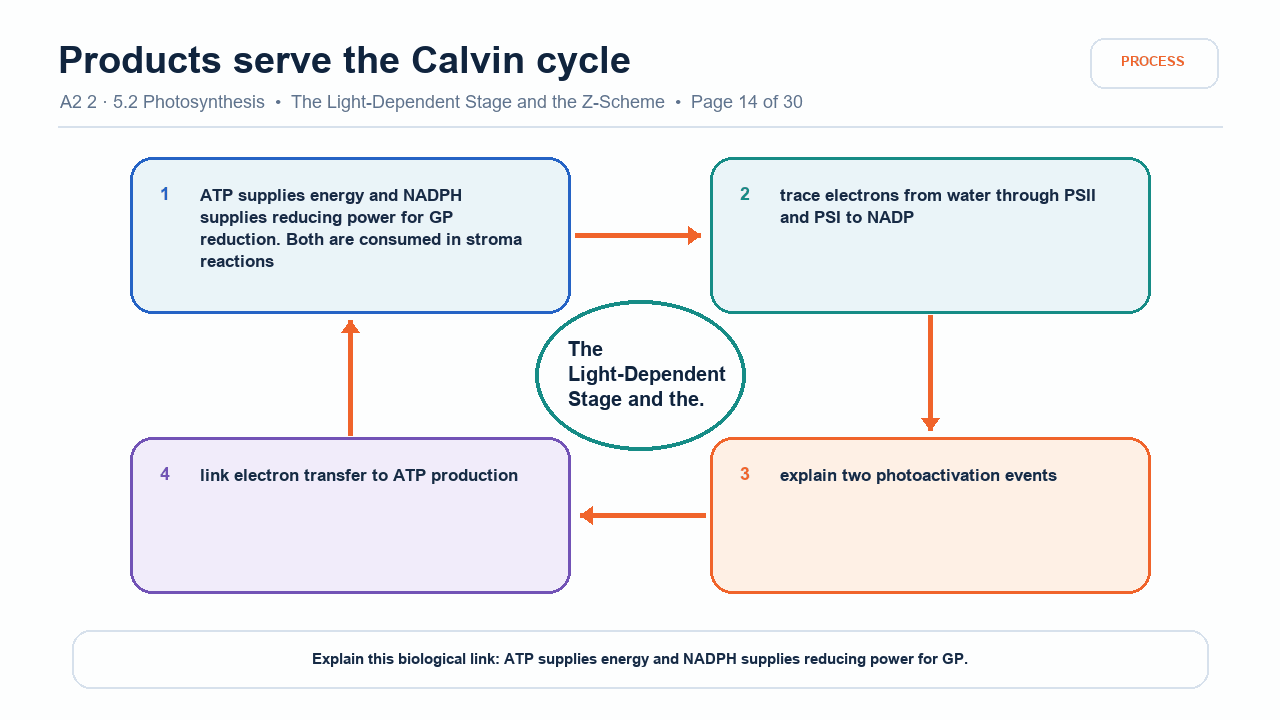 Products serve the Calvin cycle
PROCESS
A2 2 · 5.2 Photosynthesis • The Light-Dependent Stage and the Z-Scheme • Page 14 of 30
1 ATP supplies energy and NADPH
supplies reducing power for GP
reduction. Both are consumed in stroma
reactions
2 trace electrons from water through PSII
and PSI to NADP
The
Light-Dependent
Stage and the.
4 link electron transfer to ATP production
3 explain two photoactivation events
Explain this biological link: ATP supplies energy and NADPH supplies reducing power for GP.